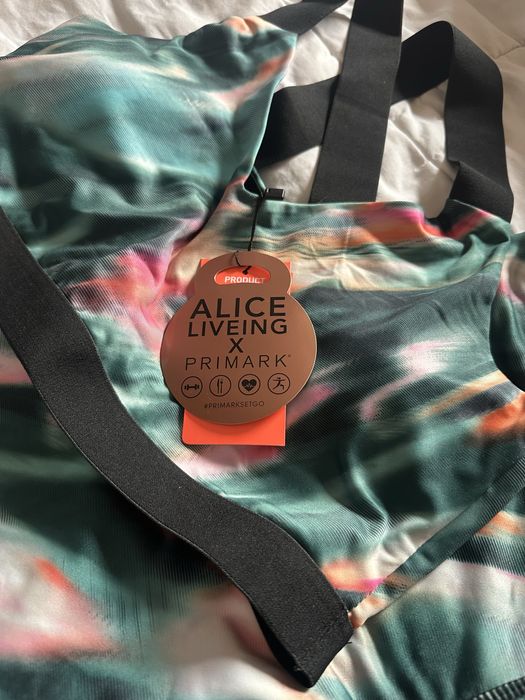 PRODUCT
ALICE
LIVEING
X
PRIMARK®
#PRIMARKSETGO